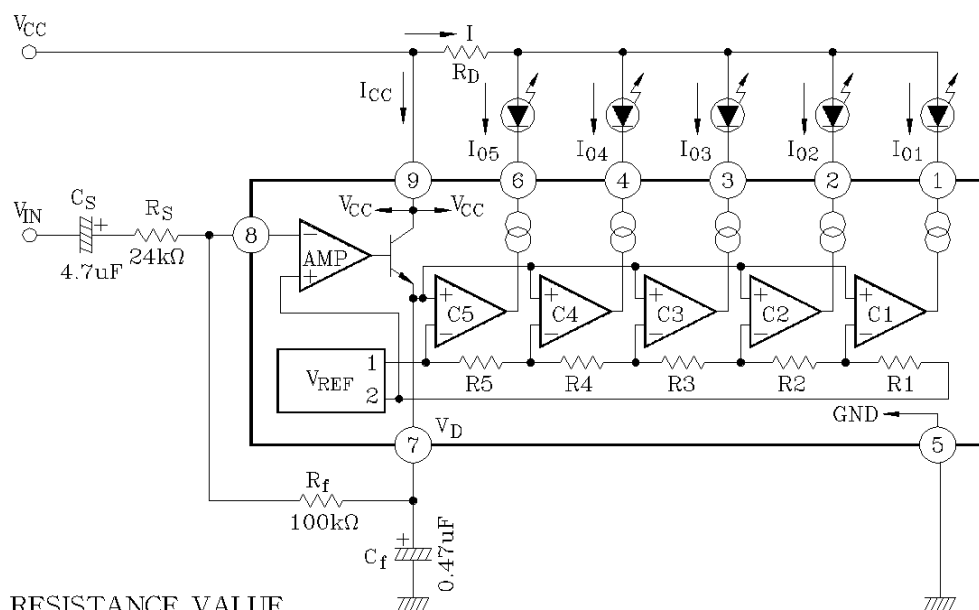 VCC
I
RD
ICC
I05
I04
I03
I02
I01
9
6
4
3
2
1
VCC
VCC
CS
+
RS
VIN
8
24kΩ
4.7uF
−
AMP
+
+
C5
−
+
C4
−
+
C3
−
+
C2
−
+
C1
−
VREF
1
2
R5
R4
R3
R2
R1
GND
VD
7
5
Rf
100kΩ
+
Cf
0.47uF
RESISTANCE VALUE